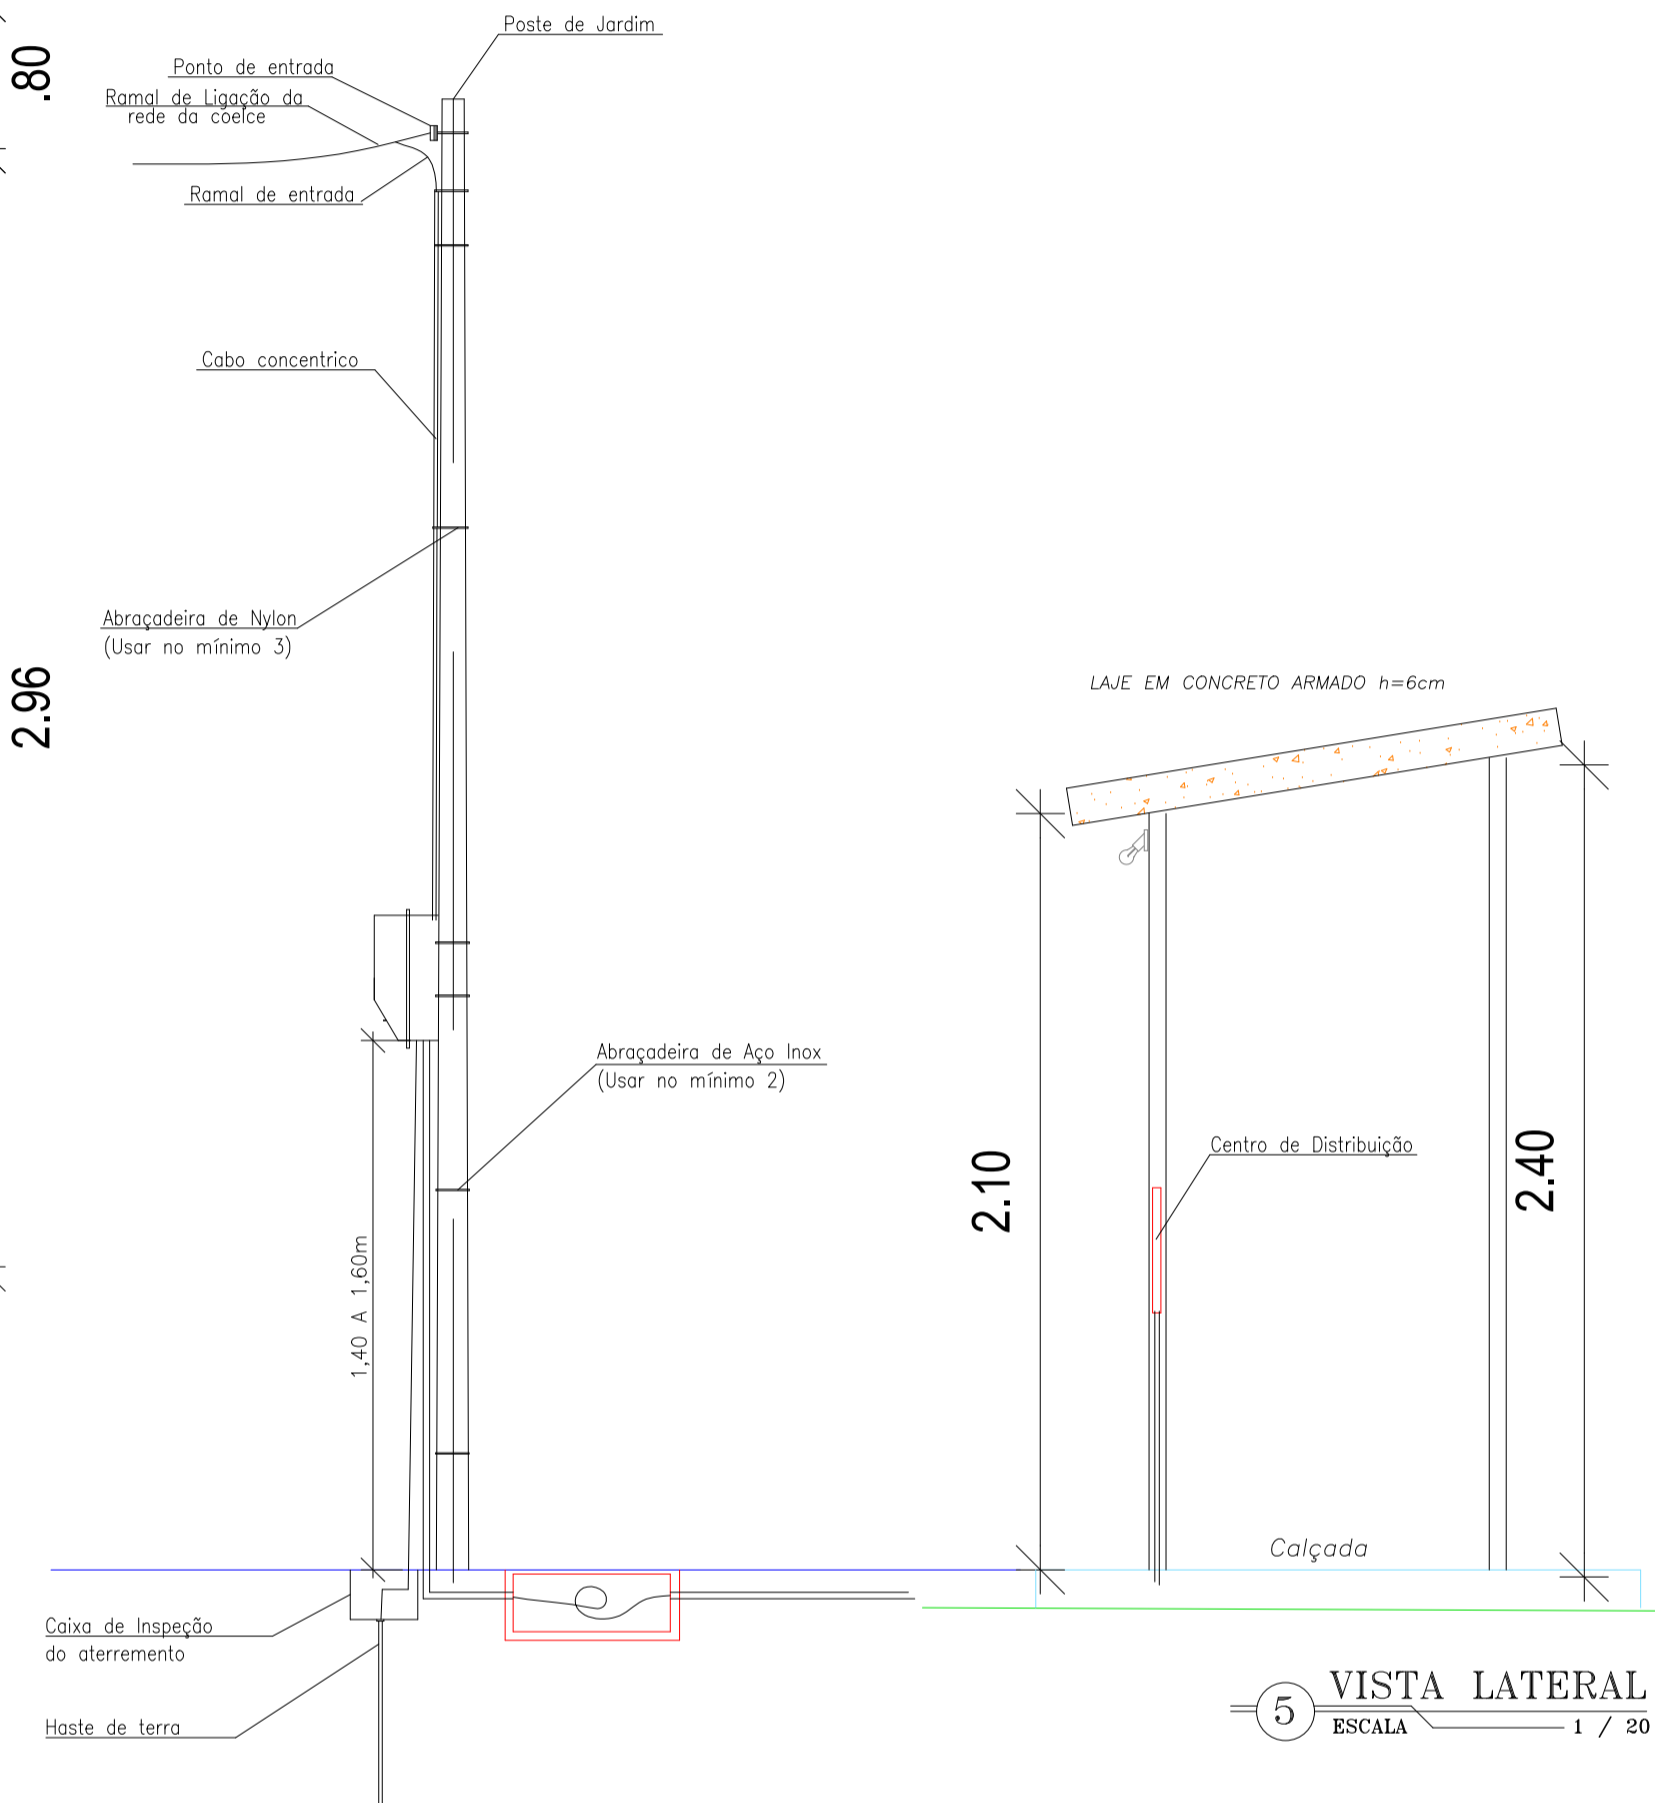 Poste de Jardim
.80
Ponto de entrada
Ramal de Ligação da
rede da coelce
Ramal de entrada
Cabo concentrico
Abraçadeira de Nylon
(Usar no mínimo 3)
2.96
LAJE EM CONCRETO ARMADO h=6cm
Abraçadeira de Aço Inox
(Usar no mínimo 2)
Centro de Distribuição
2.10
2.40
1,40 A 1,60m
Calçada
Caixa de Inspeção
do aterremento
Haste de terra
5 VISTA LATERAL
ESCALA 1 / 20